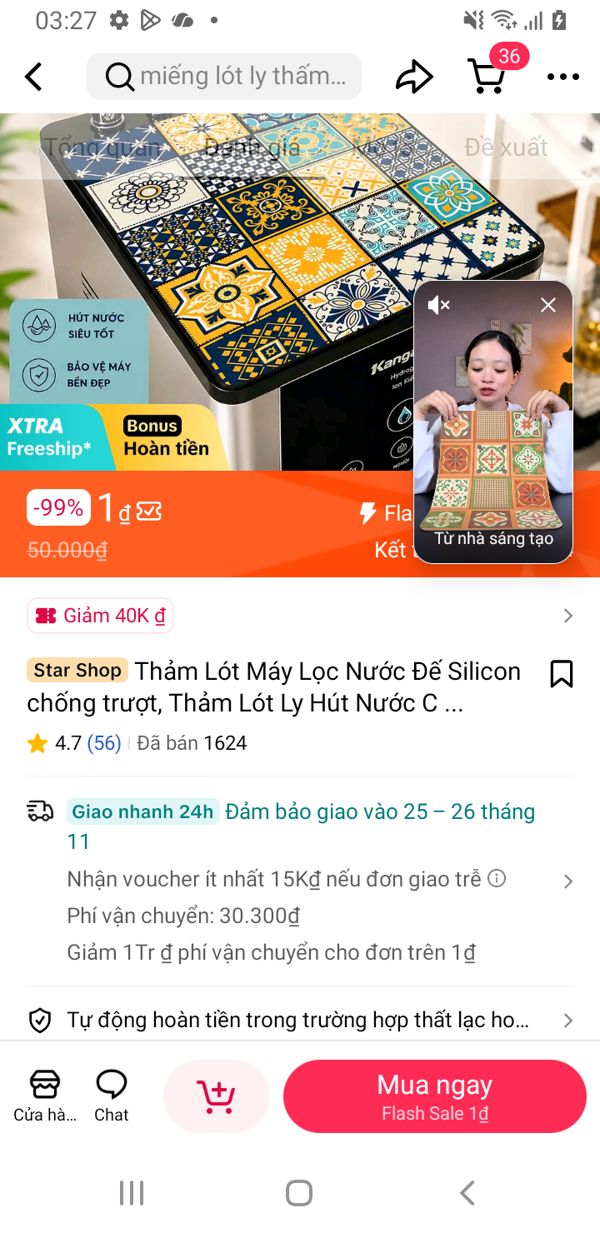 03:27
36
miếng lót ly thấm...
Tổng quan
Đánh giá
Đề xuất
HÚT NƯỚC
SIÊU TỐT
BẢO VỆ MÁY
BỀN ĐẸP
Kanga
Hydrog
Ion Kiề
XTRA
Freeship*
Bonus
Hoàn tiền
Từ nhà sáng tạo
-99% 1₫
Fla
50.000₫
Kết
Giảm 40K ₫
Star Shop Thảm Lót Máy Lọc Nước Đế Silicon
chống trượt, Thảm Lót Ly Hút Nước C ...
4.7 (56) Đã bán 1624
Giao nhanh 24h Đảm bảo giao vào 25 – 26 tháng
11
Nhận voucher ít nhất 15K₫ nếu đơn giao trễ
Phí vận chuyển: 30.300₫
Giảm 1Tr ₫ phí vận chuyển cho đơn trên 1₫
Tự động hoàn tiền trong trường hợp thất lạc ho...
Cửa hà...
Chat
Mua ngay
Flash Sale 1₫